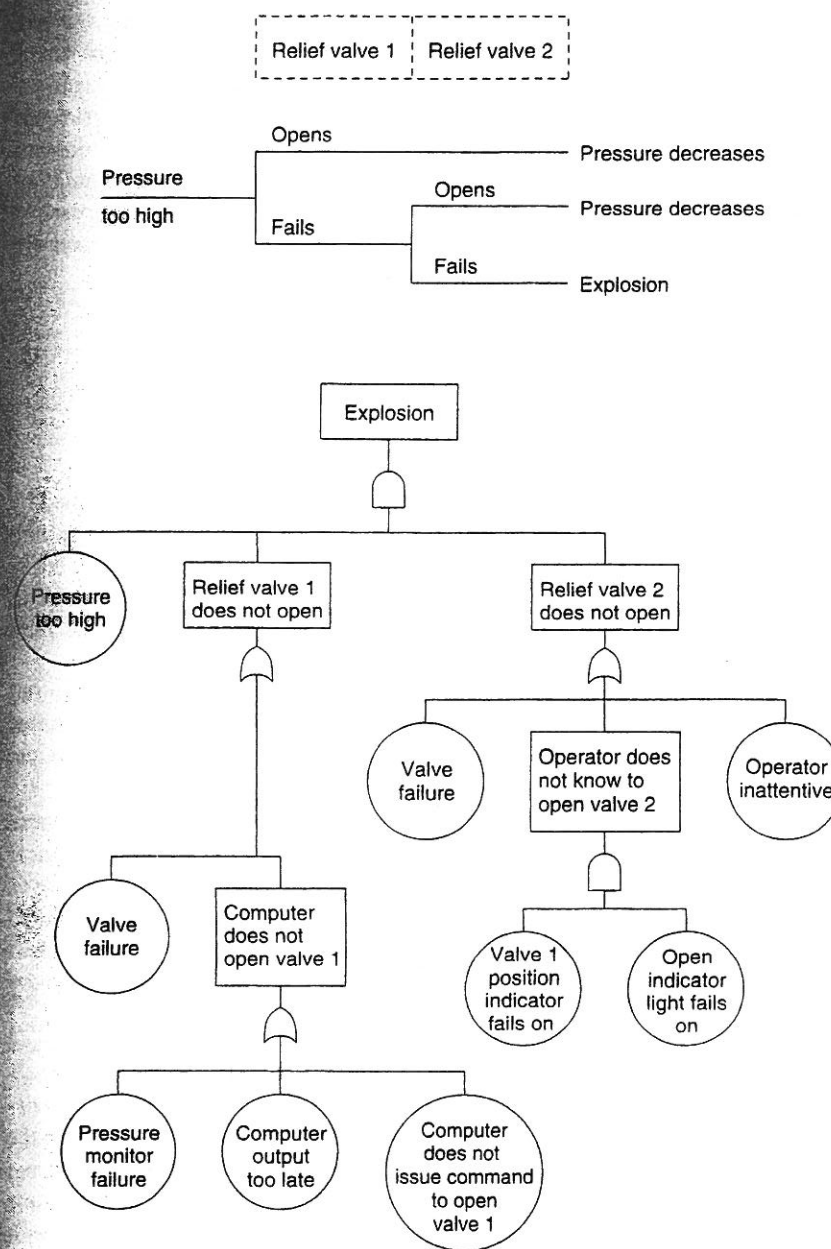 Relief valve 1 Relief valve 2
Opens
Pressure decreases
Pressure
too high
Opens
Pressure decreases
Fails
Fails
Explosion
Explosion
Pressure
too high
Relief valve 1
does not open
Relief valve 2
does not open
Valve
failure
Operator does
not know to
open valve 2
Operator
inattentive
Valve
failure
Computer
does not
open valve 1
Valve 1
position
indicator
fails on
Open
indicator
light fails
on
Pressure
monitor
failure
Computer
output
too late
Computer
does not
issue command
to open
valve 1